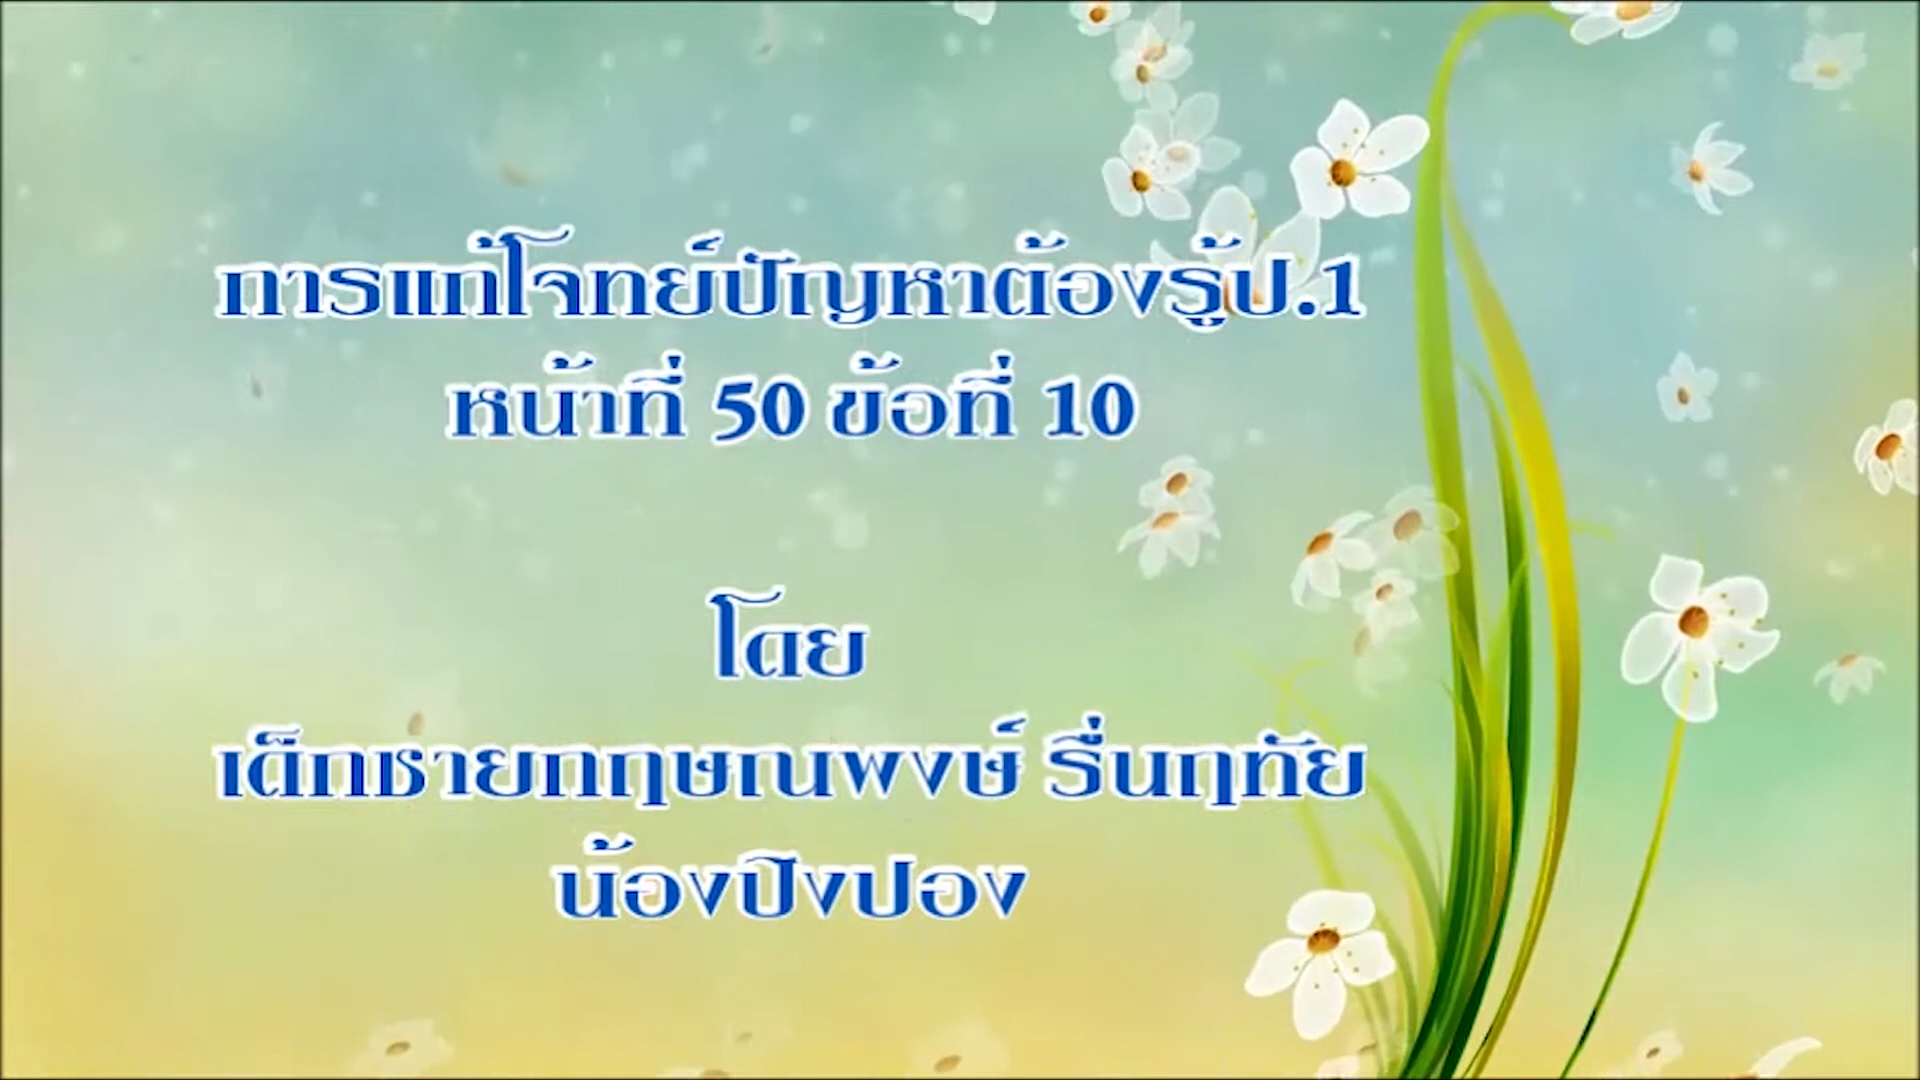 การแก้โจทย์ปัญหาต้องรู้ป.1
หน้าที่ 50 ข้อที่ 10
โดย
เด็กชายกฤษณพงษ์ รื่นฤทัย
น้องปิงปอง